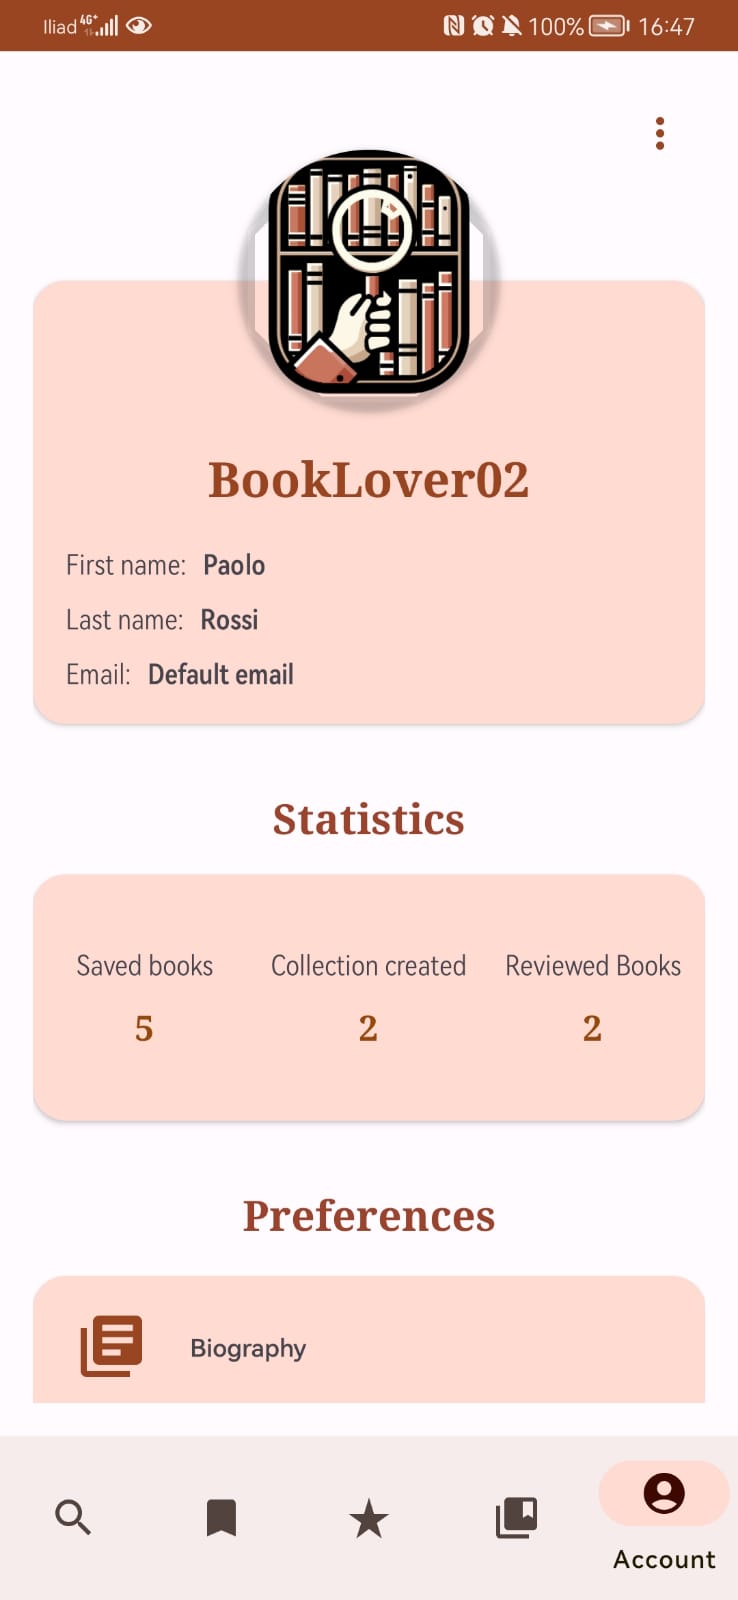 Iliad 4G+ 100% 16:47
BookLover02
First name: Paolo
Last name: Rossi
Email: Default email
Statistics
Saved books Collection created Reviewed Books
5 2 2
Preferences
Biography
Account